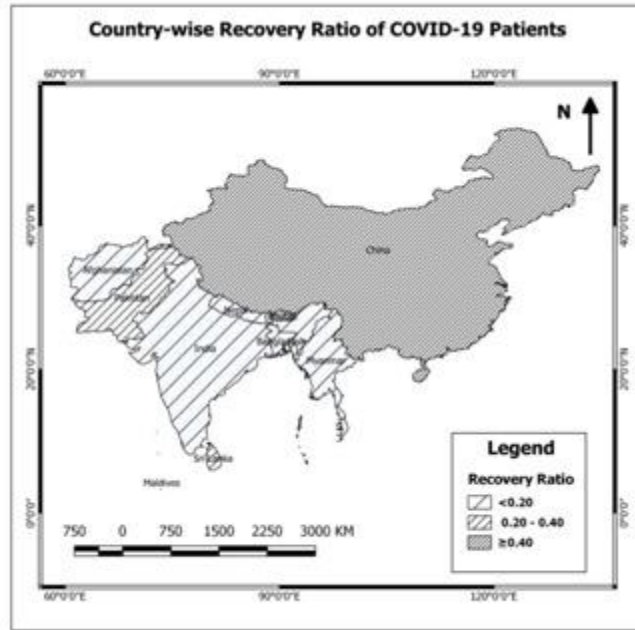 Country-wise Recovery Ratio of COVID-19 Patients
60°0'0"E 90°0'0"E 120°0'0"E
N
40°0'0"N 40°0'0"N
China
Afghanistan
Pakistan
Nepal
India
Bangladesh
Myanmar
20°0'0"N 20°0'0"N
Sri Lanka
Maldives
Legend
Recovery Ratio
<0.20
0.20 - 0.40
≥0.40
750 0 750 1500 2250 3000 KM
0°0'0" 0°0'0"
60°0'0"E 90°0'0"E 120°0'0"E